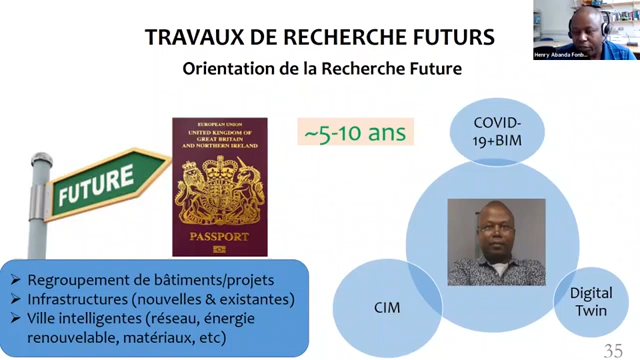 TRAVAUX DE RECHERCHE FUTURS
Orientation de la Recherche Future
Henry Abanda Fonb...
FUTURE
EUROPEAN UNION
UNITED KINGDOM OF
GREAT BRITAIN
AND NORTHERN IRELAND
PASSPORT
~5-10 ans
COVID-
19+BIM
CIM
Digital
Twin
➢ Regroupement de bâtiments/projets
➢ Infrastructures (nouvelles & existantes)
➢ Ville intelligentes (réseau, énergie
renouvelable, matériaux, etc)
35